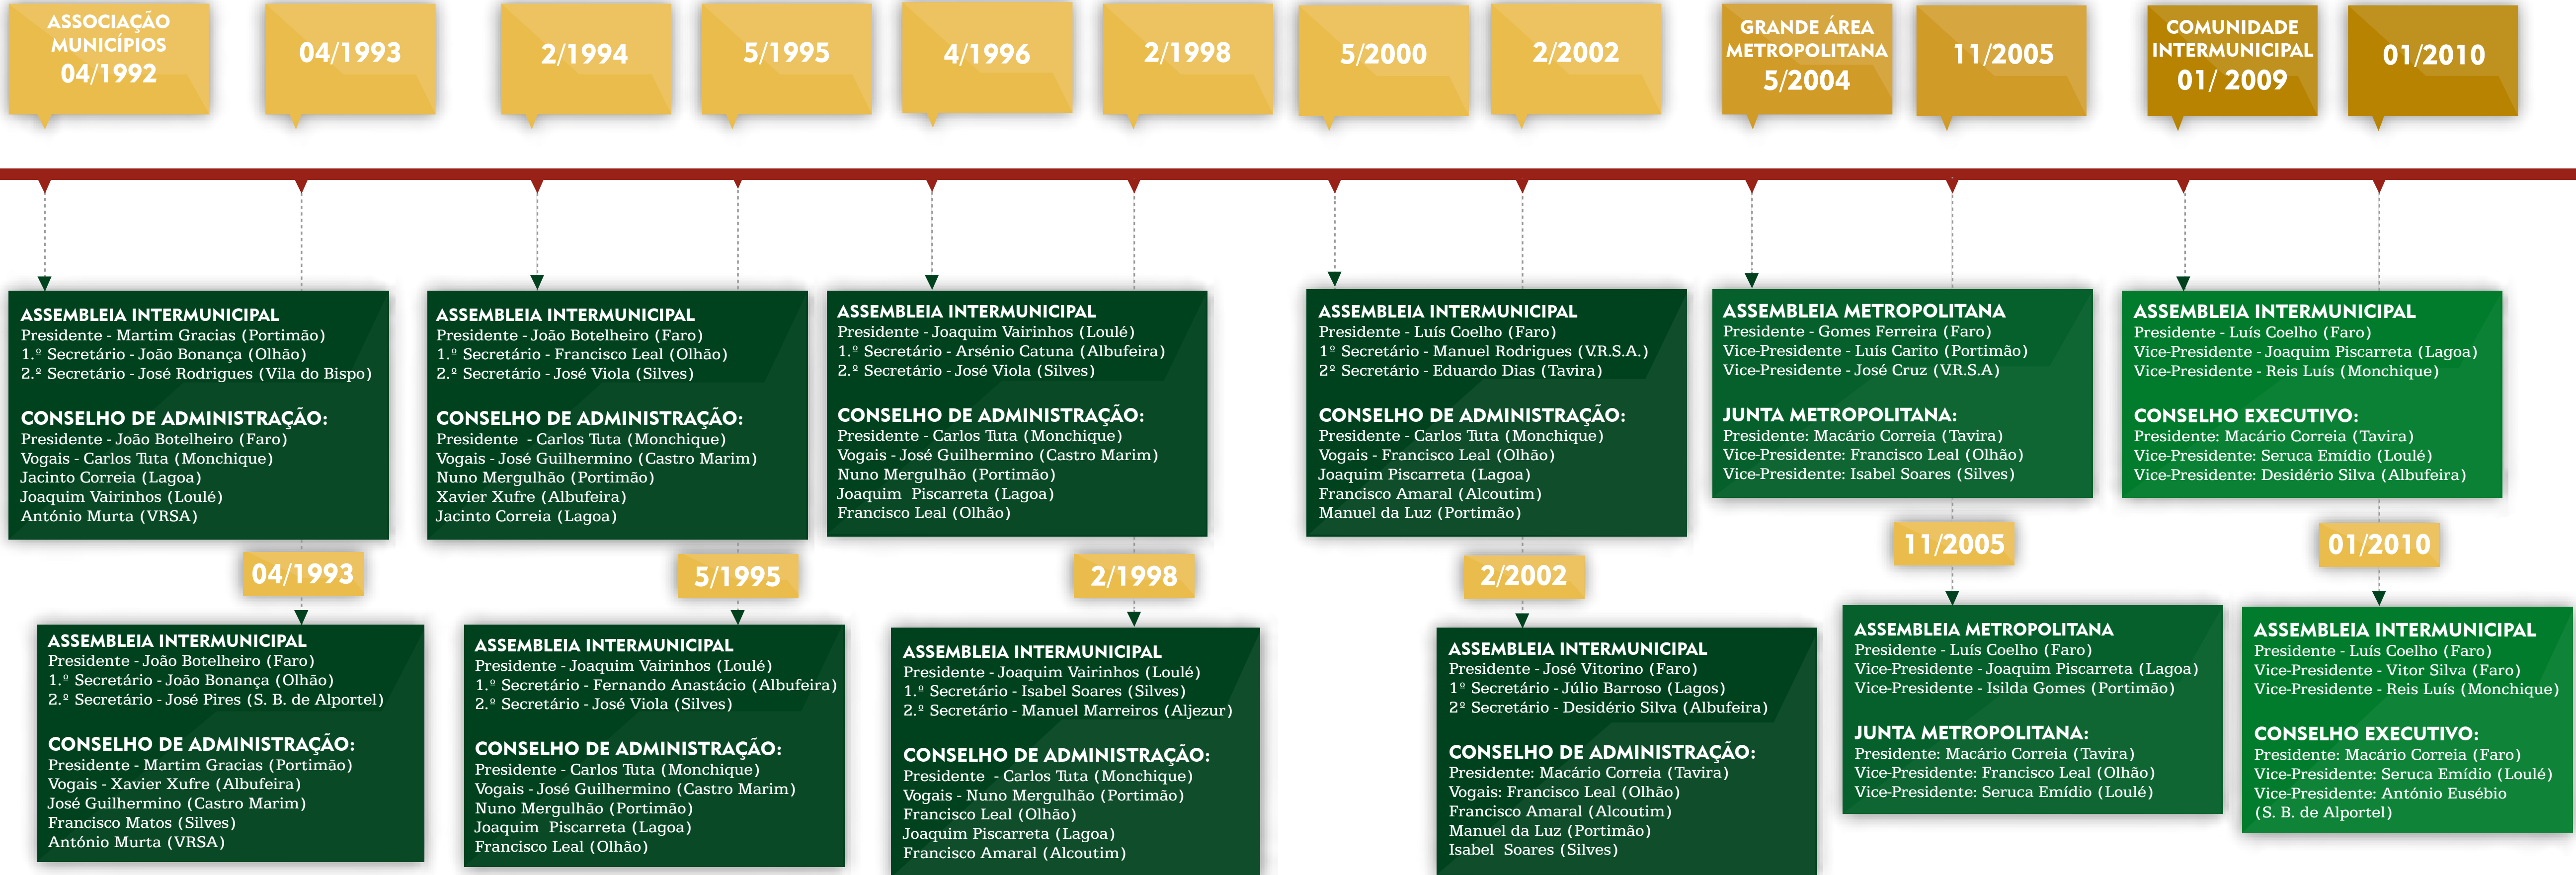 ASSOCIAÇÃO
MUNICÍPIOS
04/1992
04/1993
2/1994
5/1995
4/1996
2/1998
5/2000
2/2002
GRANDE ÁREA
METROPOLITANA
5/2004
11/2005
COMUNIDADE
INTERMUNICIPAL
01/ 2009
01/2010
ASSEMBLEIA INTERMUNICIPAL
Presidente - Martim Gracias (Portimão)
1.º Secretário - João Bonança (Olhão)
2.º Secretário - José Rodrigues (Vila do Bispo)
CONSELHO DE ADMINISTRAÇÃO:
Presidente - João Botelheiro (Faro)
Vogais - Carlos Tuta (Monchique)
Jacinto Correia (Lagoa)
Joaquim Vairinhos (Loulé)
António Murta (VRSA)
ASSEMBLEIA INTERMUNICIPAL
Presidente - João Botelheiro (Faro)
1.º Secretário - Francisco Leal (Olhão)
2.º Secretário - José Viola (Silves)
CONSELHO DE ADMINISTRAÇÃO:
Presidente  - Carlos Tuta (Monchique)
Vogais - José Guilhermino (Castro Marim)
Nuno Mergulhão (Portimão)
Xavier Xufre (Albufeira)
Jacinto Correia (Lagoa)
ASSEMBLEIA INTERMUNICIPAL
Presidente - Joaquim Vairinhos (Loulé)
1.º Secretário - Arsénio Catuna (Albufeira)
2.º Secretário - José Viola (Silves)
CONSELHO DE ADMINISTRAÇÃO:
Presidente - Carlos Tuta (Monchique)
Vogais - José Guilhermino (Castro Marim)
Nuno Mergulhão (Portimão)
Joaquim  Piscarreta (Lagoa)
Francisco Leal (Olhão)
ASSEMBLEIA INTERMUNICIPAL
Presidente - Luís Coelho (Faro)
1º Secretário - Manuel Rodrigues (V.R.S.A.)
2º Secretário - Eduardo Dias (Tavira)
CONSELHO DE ADMINISTRAÇÃO:
Presidente - Carlos Tuta (Monchique)
Vogais - Francisco Leal (Olhão)
Joaquim Piscarreta (Lagoa)
Francisco Amaral (Alcoutim)
Manuel da Luz (Portimão)
ASSEMBLEIA METROPOLITANA
Presidente - Gomes Ferreira (Faro)
Vice-Presidente - Luís Carito (Portimão)
Vice-Presidente - José Cruz (V.R.S.A)
JUNTA METROPOLITANA:
Presidente: Macário Correia (Tavira)
Vice-Presidente: Francisco Leal (Olhão)
Vice-Presidente: Isabel Soares (Silves)
ASSEMBLEIA INTERMUNICIPAL
Presidente - Luís Coelho (Faro)
Vice-Presidente - Joaquim Piscarreta (Lagoa)
Vice-Presidente - Reis Luís (Monchique)
CONSELHO EXECUTIVO:
Presidente: Macário Correia (Tavira)
Vice-Presidente: Seruca Emídio (Loulé)
Vice-Presidente: Desidério Silva (Albufeira)
04/1993
5/1995
2/1998
2/2002
11/2005
01/2010
ASSEMBLEIA INTERMUNICIPAL
Presidente - João Botelheiro (Faro)
1.º Secretário - João Bonança (Olhão)
2.º Secretário - José Pires (S. B. de Alportel)
CONSELHO DE ADMINISTRAÇÃO:
Presidente - Martim Gracias (Portimão)
Vogais - Xavier Xufre (Albufeira)
José Guilhermino (Castro Marim)
Francisco Matos (Silves)
António Murta (VRSA)
ASSEMBLEIA INTERMUNICIPAL
Presidente - Joaquim Vairinhos (Loulé)
1.º Secretário - Fernando Anastácio (Albufeira)
2.º Secretário - José Viola (Silves)
CONSELHO DE ADMINISTRAÇÃO:
Presidente - Carlos Tuta (Monchique)
Vogais - José Guilhermino (Castro Marim)
Nuno Mergulhão (Portimão)
Joaquim  Piscarreta (Lagoa)
Francisco Leal (Olhão)
ASSEMBLEIA INTERMUNICIPAL
Presidente - Joaquim Vairinhos (Loulé)
1.º Secretário - Isabel Soares (Silves)
2.º Secretário - Manuel Marreiros (Aljezur)
CONSELHO DE ADMINISTRAÇÃO:
Presidente  - Carlos Tuta (Monchique)
Vogais - Nuno Mergulhão (Portimão)
Francisco Leal (Olhão)
Joaquim Piscarreta (Lagoa)
Francisco Amaral (Alcoutim)
ASSEMBLEIA INTERMUNICIPAL
Presidente - José Vitorino (Faro)
1º Secretário - Júlio Barroso (Lagos)
2º Secretário - Desidério Silva (Albufeira)
CONSELHO DE ADMINISTRAÇÃO:
Presidente: Macário Correia (Tavira)
Vogais: Francisco Leal (Olhão)
Francisco Amaral (Alcoutim)
Manuel da Luz (Portimão)
Isabel  Soares (Silves)
ASSEMBLEIA METROPOLITANA
Presidente - Luís Coelho (Faro)
Vice-Presidente - Joaquim Piscarreta (Lagoa)
Vice-Presidente - Isilda Gomes (Portimão)
JUNTA METROPOLITANA:
Presidente: Macário Correia (Tavira)
Vice-Presidente: Francisco Leal (Olhão)
Vice-Presidente: Seruca Emídio (Loulé)
ASSEMBLEIA INTERMUNICIPAL
Presidente - Luís Coelho (Faro)
Vice-Presidente - Vitor Silva (Faro)
Vice-Presidente - Reis Luís (Monchique)
CONSELHO EXECUTIVO:
Presidente: Macário Correia (Faro)
Vice-Presidente: Seruca Emídio (Loulé)
Vice-Presidente: António Eusébio
(S. B. de Alportel)